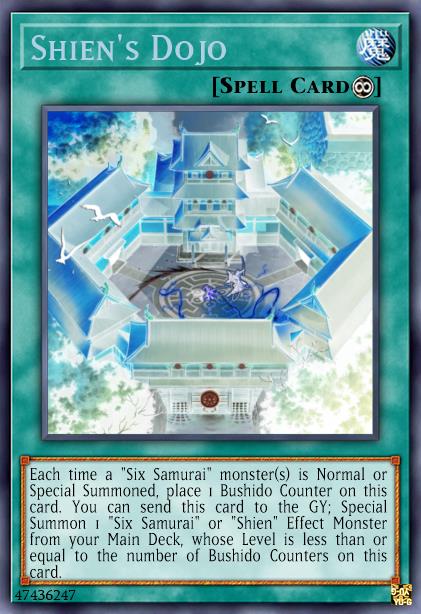 Shien's Dojo
魔
[Spell Card]
Each time a "Six Samurai" monster(s) is Normal or
Special Summoned, place 1 Bushido Counter on this
card. You can send this card to the GY; Special
Summon 1 "Six Samurai" or "Shien" Effect Monster
from your Main Deck, whose Level is less than or
equal to the number of Bushido Counters on this
card.
47436247